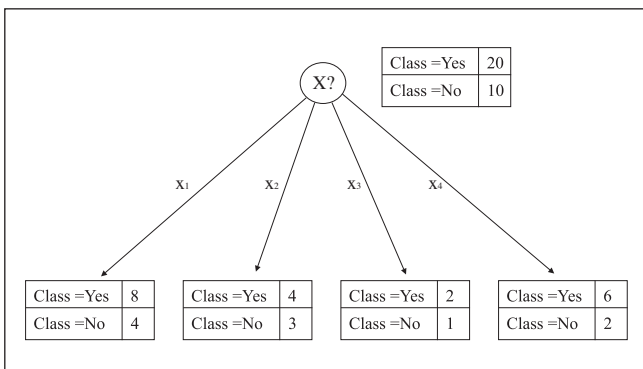 X?
Class =Yes 20
Class =No 10
x1 x2 x3 x4
Class =Yes 8
Class =No 4
Class =Yes 4
Class =No 3
Class =Yes 2
Class =No 1
Class =Yes 6
Class =No 2